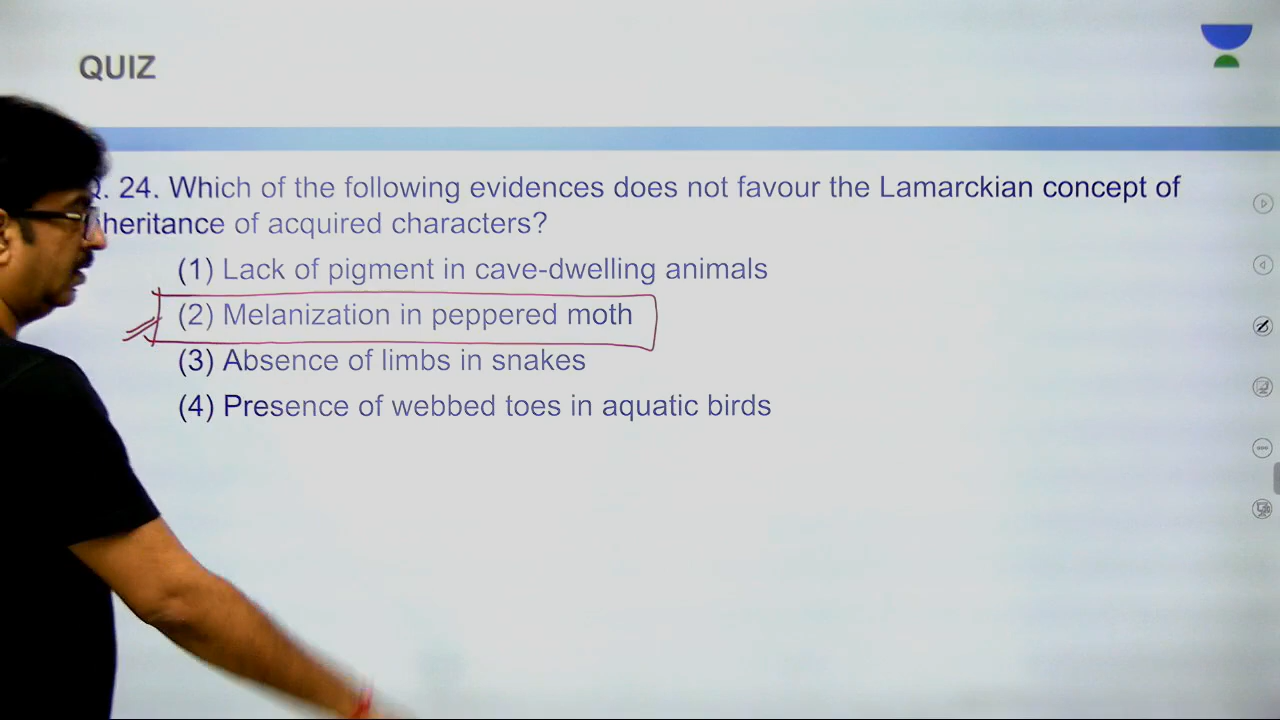 QUIZ
. 24. Which of the following evidences does not favour the Lamarckian concept of
heritance of acquired characters?
(1) Lack of pigment in cave-dwelling animals
(2) Melanization in peppered moth
(3) Absence of limbs in snakes
(4) Presence of webbed toes in aquatic birds